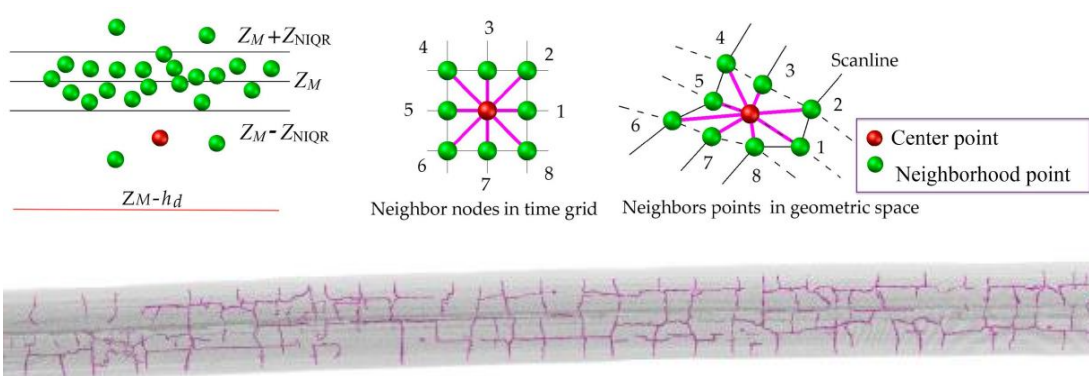 Z_M+Z_NIQR
Z_M
Z_M-Z_NIQR
Z_M-h_d
3
4
2
5
1
6
8
7
Neighbor nodes in time grid
4
3
Scanline
5
2
6
1
7
8
Neighbors points in geometric space
Center point
Neighborhood point